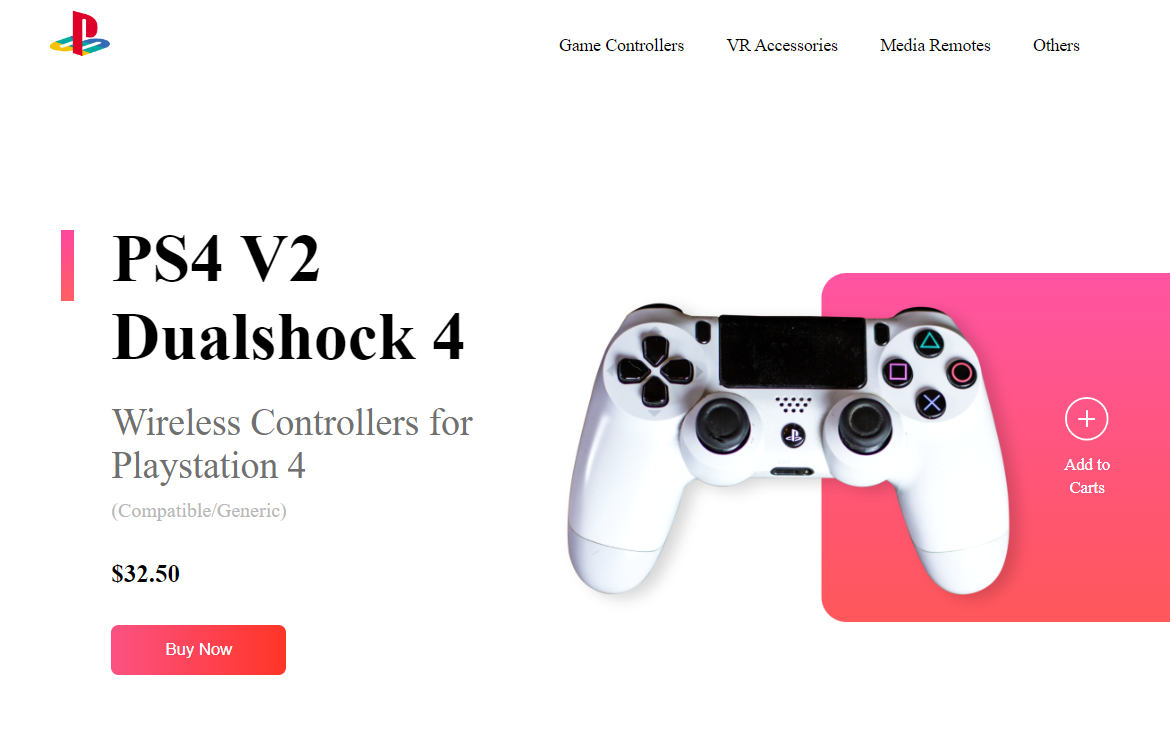 Game Controllers VR Accessories Media Remotes Others
PS4 V2
Dualshock 4
Wireless Controllers for
Playstation 4
(Compatible/Generic)
$32.50
Buy Now
Add to
Carts